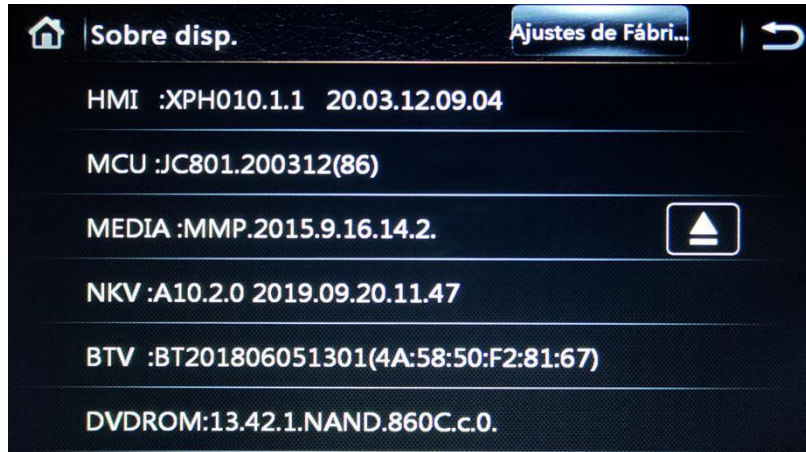 Sobre disp.
Ajustes de Fábri...
HMI :XPH010.1.1 20.03.12.09.04
MCU :JC801.200312(86)
MEDIA :MMP.2015.9.16.14.2.
NKV :A10.2.0 2019.09.20.11.47
BTV :BT201806051301(4A:58:50:F2:81:67)
DVDROM:13.42.1.NAND.860C.c.0.